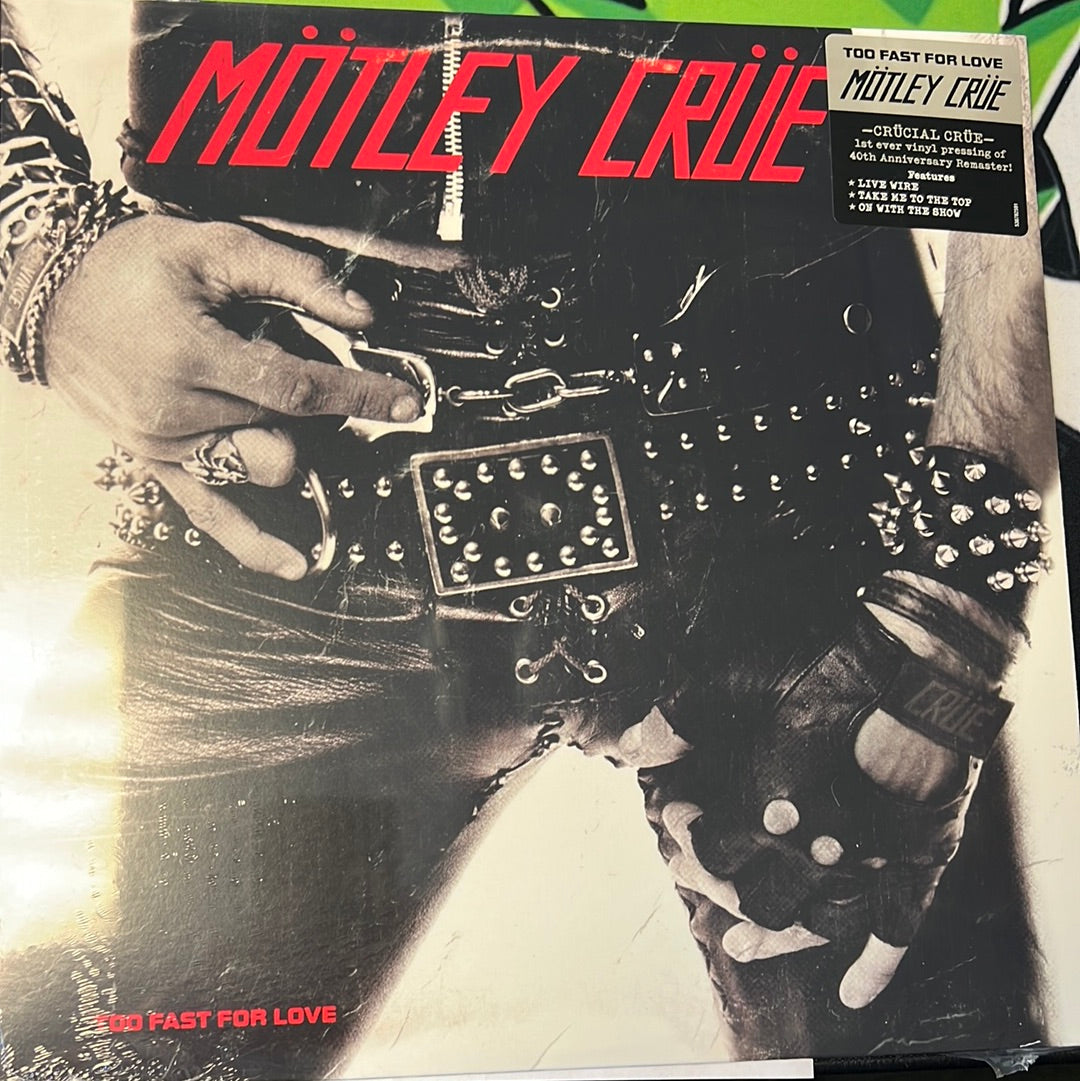 MÖTLEY CRÜE
TOO FAST FOR LOVE
MÖTLEY CRÜE
—CRÜCIAL CRÜE—
1st ever vinyl pressing of
40th Anniversary Remaster!
Features
★ LIVE WIRE
★ TAKE ME TO THE TOP
★ ON WITH THE SHOW
VINCE
CRÜE
TOO FAST FOR LOVE